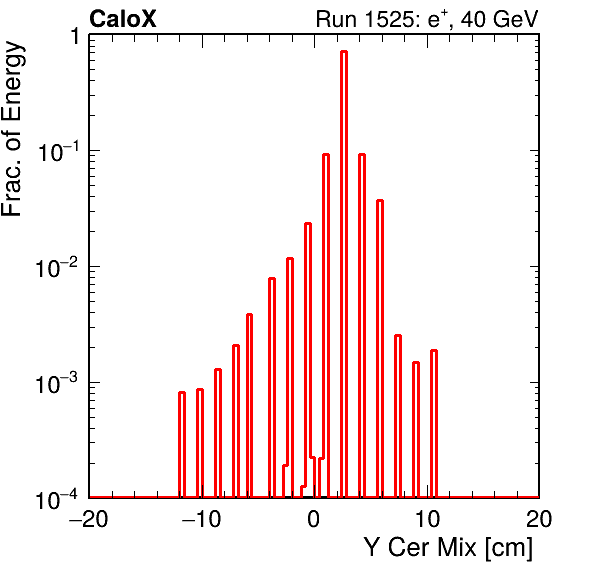 CaloX Run 1525: e⁺, 40 GeV
Frac. of Energy
1
10⁻¹
10⁻²
10⁻³
10⁻⁴
−20 −10 0 10 20
Y Cer Mix [cm]